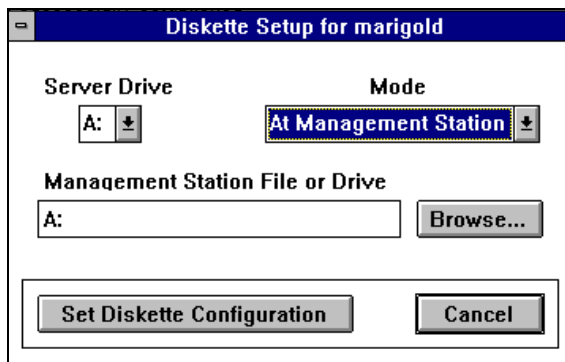 Diskette Setup for marigold
Server Drive Mode
A: At Management Station
Management Station File or Drive
A: Browse...
Set Diskette Configuration Cancel